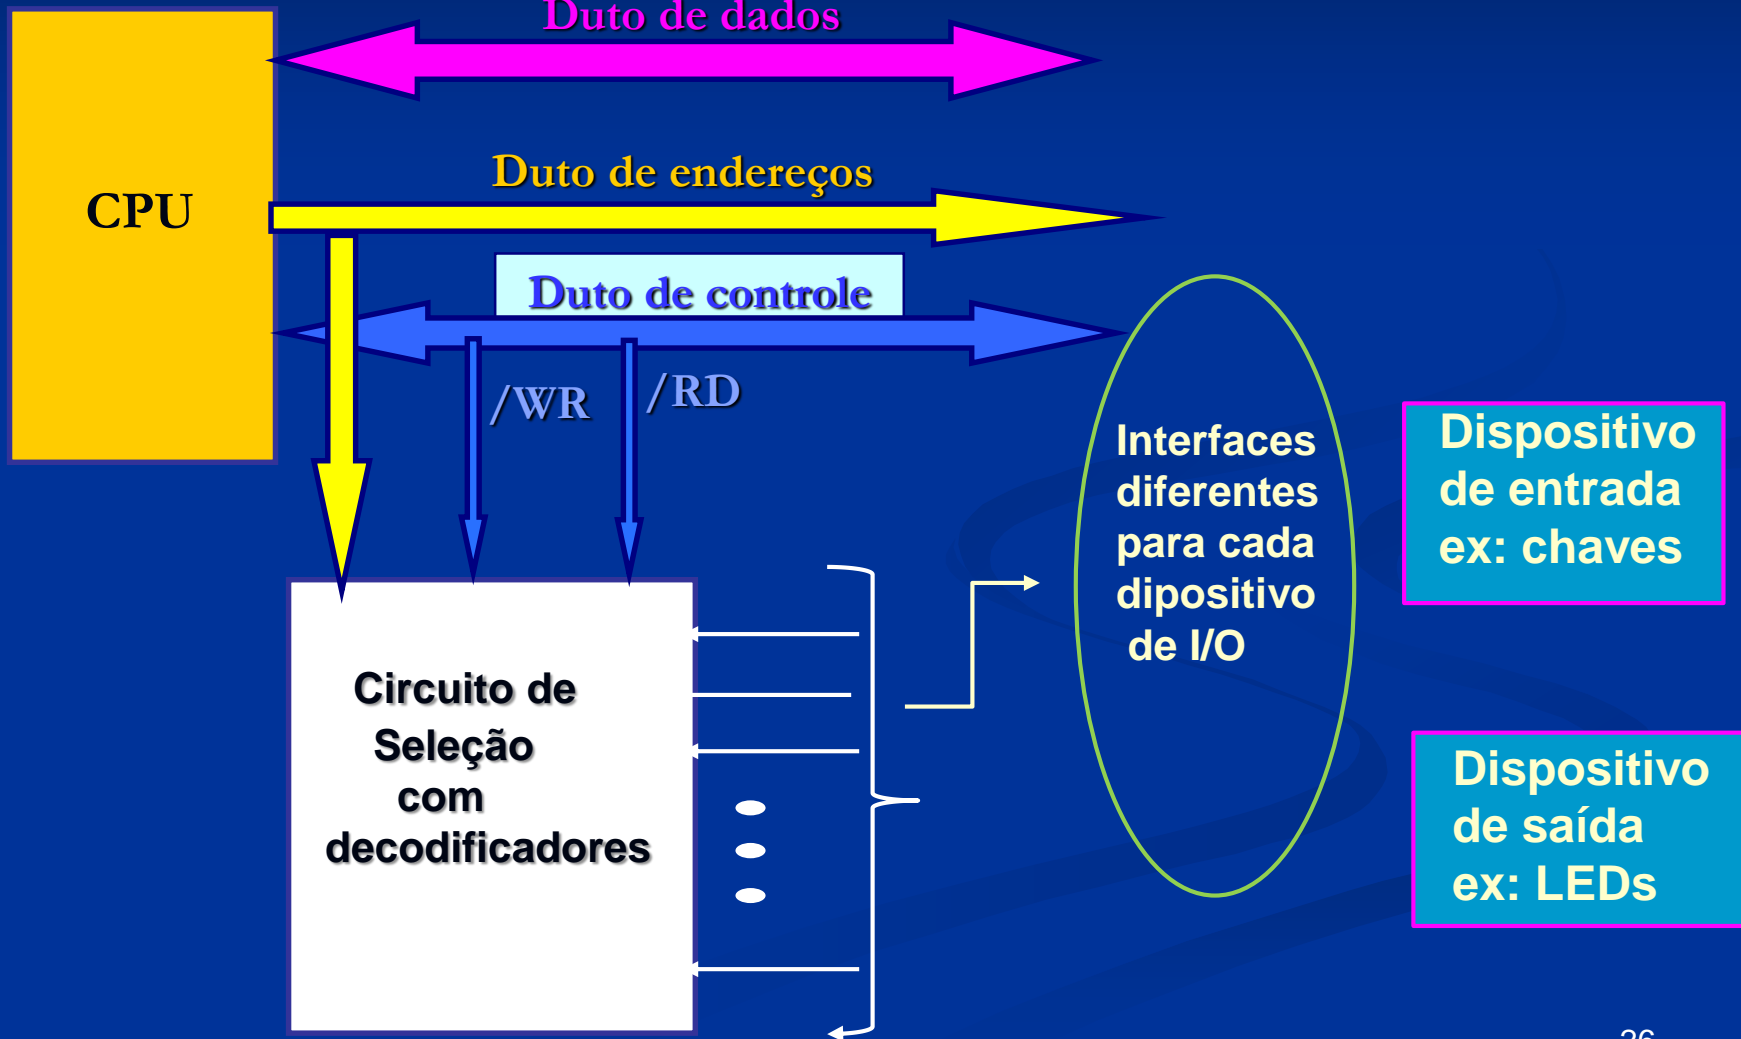 Duto de dados
CPU
Duto de endereços
Duto de controle
/WR
/RD
Interfaces
diferentes
para cada
dipositivo
de I/O
Dispositivo
de entrada
ex: chaves
Circuito de
Seleção
com
decodificadores
Dispositivo
de saída
ex: LEDs